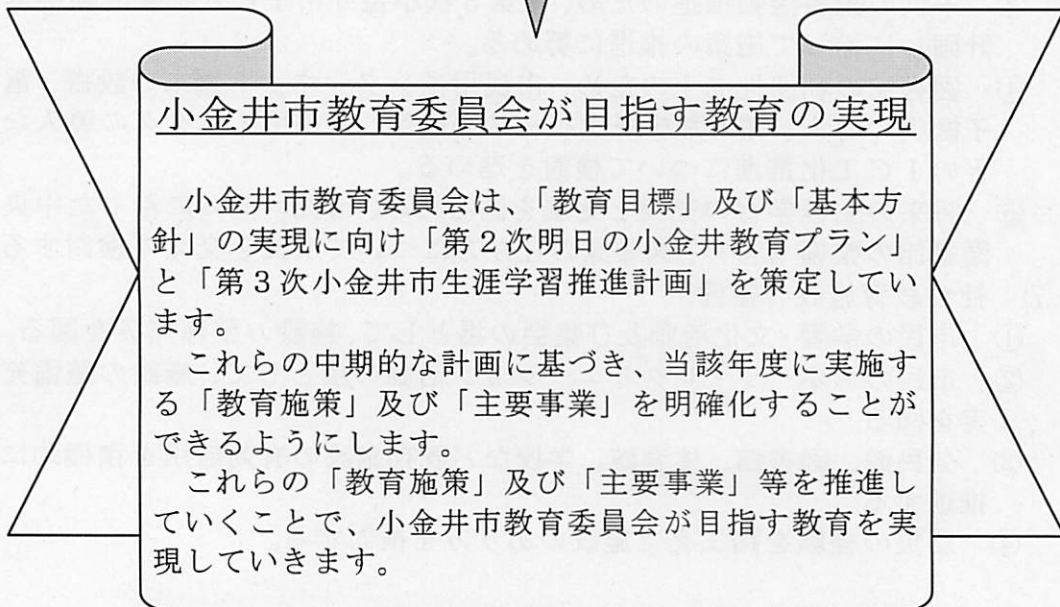 小金井市教育委員会が目指す教育の実現
小金井市教育委員会は、「教育目標」及び「基本方
針」の実現に向け「第2次明日の小金井教育プラン」
と「第3次小金井市生涯学習推進計画」を策定してい
ます。
これらの中期的な計画に基づき、当該年度に実施す
る「教育施策」及び「主要事業」を明確化することが
できるようにします。
これらの「教育施策」及び「主要事業」等を推進し
ていくことで、小金井市教育委員会が目指す教育を実
現していきます。